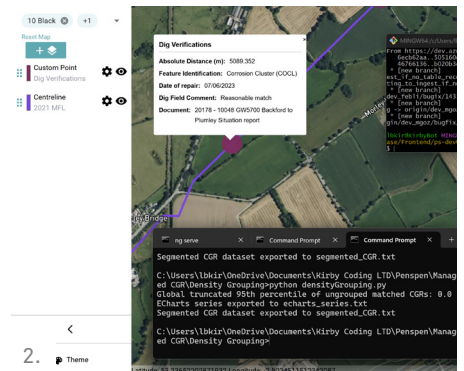 10 Black
+1
Reset Map
Custom Point
Dig Verifications
Centreline
2021 MFL
2.
Theme
Dig Verifications
Absolute Distance (m): 5089.352
Feature Identification: Corrosion Cluster (COCL)
Date of repair: 07/06/2023
Dig Field Comment: Reasonable match
Document: 20178 - 10048 GW5700 Backford to
Plumley Situation report
Morley
ley Bridge
MINGW64:/c/Users/
From https://dev.az
* [new branch]
* [new branch]
* [new branch]
ng serve
Command Prompt
Command Prompt
Segmented CGR dataset exported to segmented_CGR.txt
C:\Users\lbkir\OneDrive\Documents\Kirby Coding LTD\Penspen\Manag
ed CGR\Density Grouping>python densityGrouping.py
Global truncated 95th percentile of ungrouped matched CGRs: 0.0
ECharts series exported to echarts_series.txt
Segmented CGR dataset exported to segmented_CGR.txt
C:\Users\lbkir\OneDrive\Documents\Kirby Coding LTD\Penspen\Manag
ed CGR\Density Grouping>